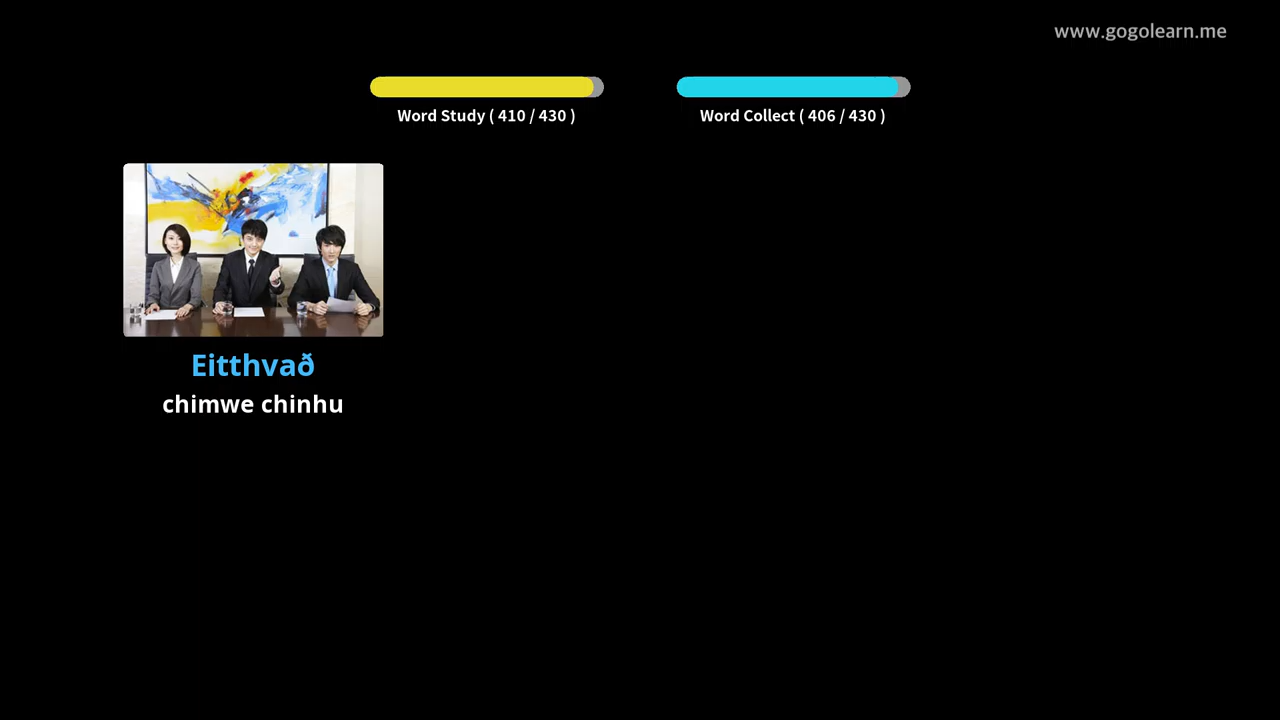 www.gogolearn.me
Word Study ( 410 / 430 )
Word Collect ( 406 / 430 )
Eitthvað
chimwe chinhu